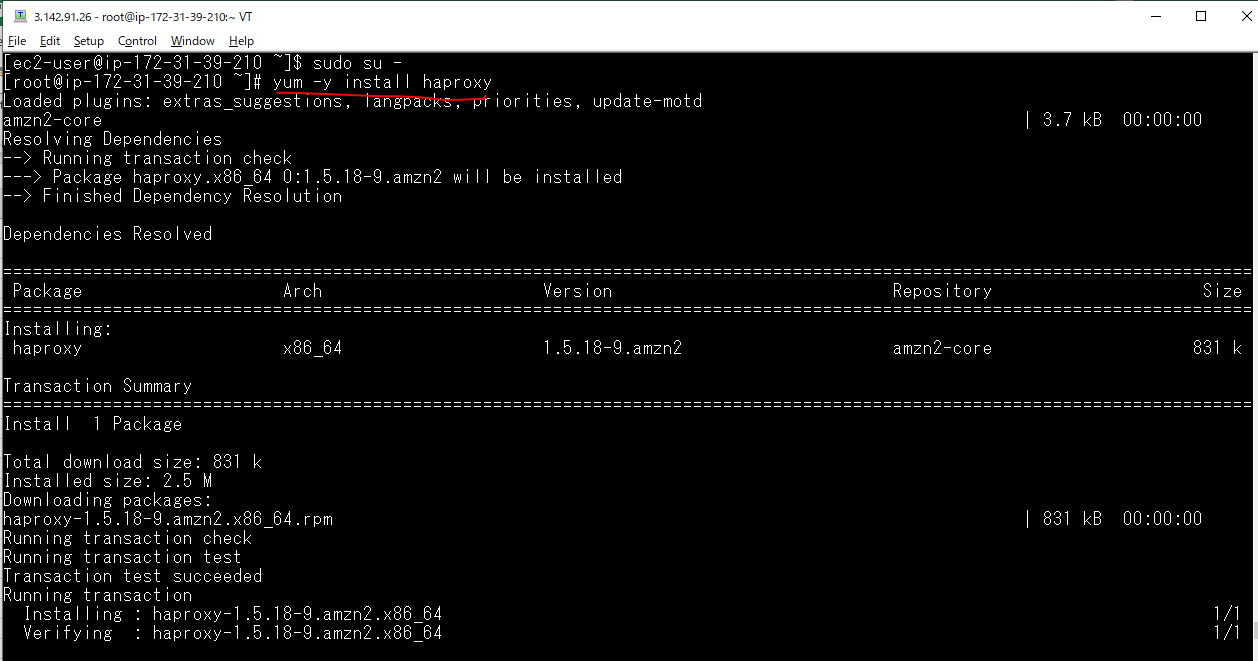 3.142.91.26 - root@ip-172-31-39-210:~ VT
File Edit Setup Control Window Help
[ec2-user@ip-172-31-39-210 ~]$ sudo su -
[root@ip-172-31-39-210 ~]# yum -y install haproxy
Loaded plugins: extras_suggestions, langpacks, priorities, update-motd
amzn2-core | 3.7 kB 00:00:00
Resolving Dependencies
--> Running transaction check
---> Package haproxy.x86_64 0:1.5.18-9.amzn2 will be installed
--> Finished Dependency Resolution
Dependencies Resolved
================================================================================
Package Arch Version Repository Size
================================================================================
Installing:
haproxy x86_64 1.5.18-9.amzn2 amzn2-core 831 k
Transaction Summary
================================================================================
Install 1 Package
Total download size: 831 k
Installed size: 2.5 M
Downloading packages:
haproxy-1.5.18-9.amzn2.x86_64.rpm | 831 kB 00:00:00
Running transaction check
Running transaction test
Transaction test succeeded
Running transaction
Installing : haproxy-1.5.18-9.amzn2.x86_64 1/1
Verifying : haproxy-1.5.18-9.amzn2.x86_64 1/1